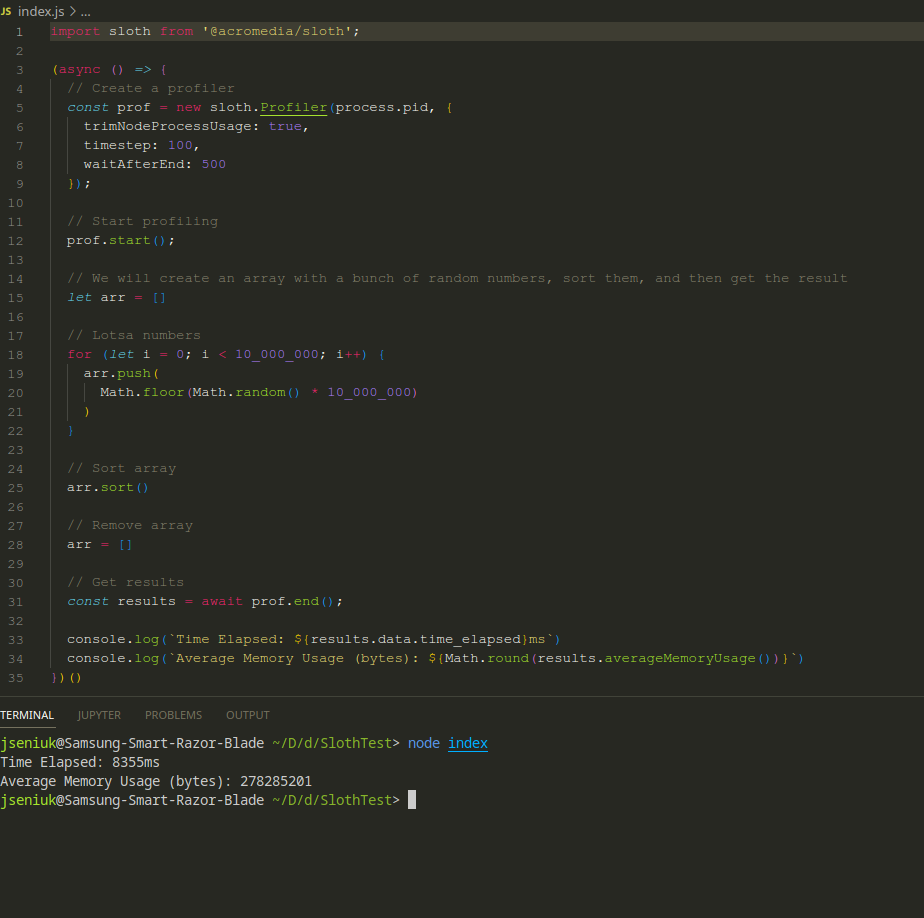 JS index.js > ...
1 import sloth from '@acromedia/sloth';
2
3 (async () => {
4   // Create a profiler
5   const prof = new sloth.Profiler(process.pid, {
6     trimNodeProcessUsage: true,
7     timestep: 100,
8     waitAfterEnd: 500
9   });
10
11   // Start profiling
12   prof.start();
13
14   // We will create an array with a bunch of random numbers, sort them, and then get the result
15   let arr = []
16
17   // Lotsa numbers
18   for (let i = 0; i < 10_000_000; i++) {
19     arr.push(
20       Math.floor(Math.random() * 10_000_000)
21     )
22   }
23
24   // Sort array
25   arr.sort()
26
27   // Remove array
28   arr = []
29
30   // Get results
31   const results = await prof.end();
32
33   console.log(`Time Elapsed: ${results.data.time_elapsed}ms`)
34   console.log(`Average Memory Usage (bytes): ${Math.round(results.averageMemoryUsage())}`)
35 })()
TERMINAL JUPYTER PROBLEMS OUTPUT
jseniuk@Samsung-Smart-Razor-Blade ~/D/d/SlothTest> node index
Time Elapsed: 8355ms
Average Memory Usage (bytes): 278285201
jseniuk@Samsung-Smart-Razor-Blade ~/D/d/SlothTest>